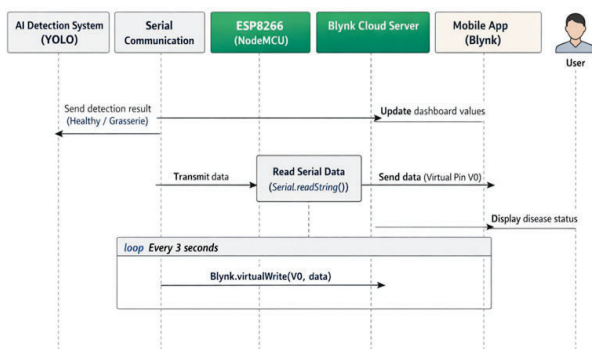 AI Detection System
(YOLO)
Serial
Communication
ESP8266
(NodeMCU)
Blynk Cloud Server
Mobile App
(Blynk)
User
Send detection result
(Healthy / Grasserie)
Update dashboard values
Transmit data
Read Serial Data
(Serial.readString())
Send data (Virtual Pin V0)
Display disease status
loop Every 3 seconds
Blynk.virtualWrite(V0, data)